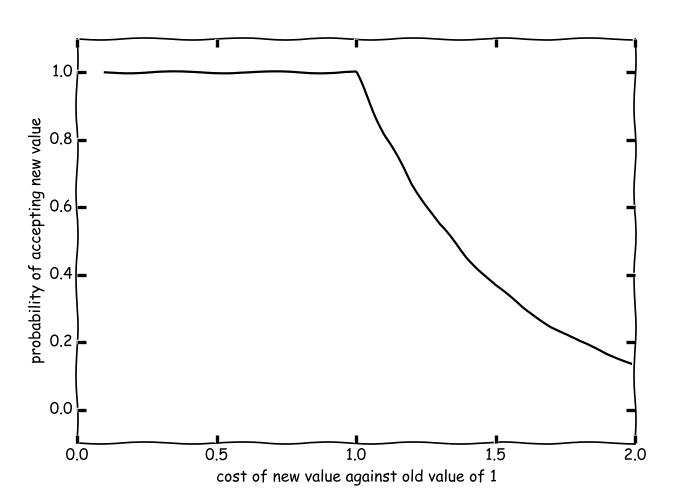 1.0
0.8
0.6
0.4
0.2
0.0
probability of accepting new value
0.0 0.5 1.0 1.5 2.0
cost of new value against old value of 1